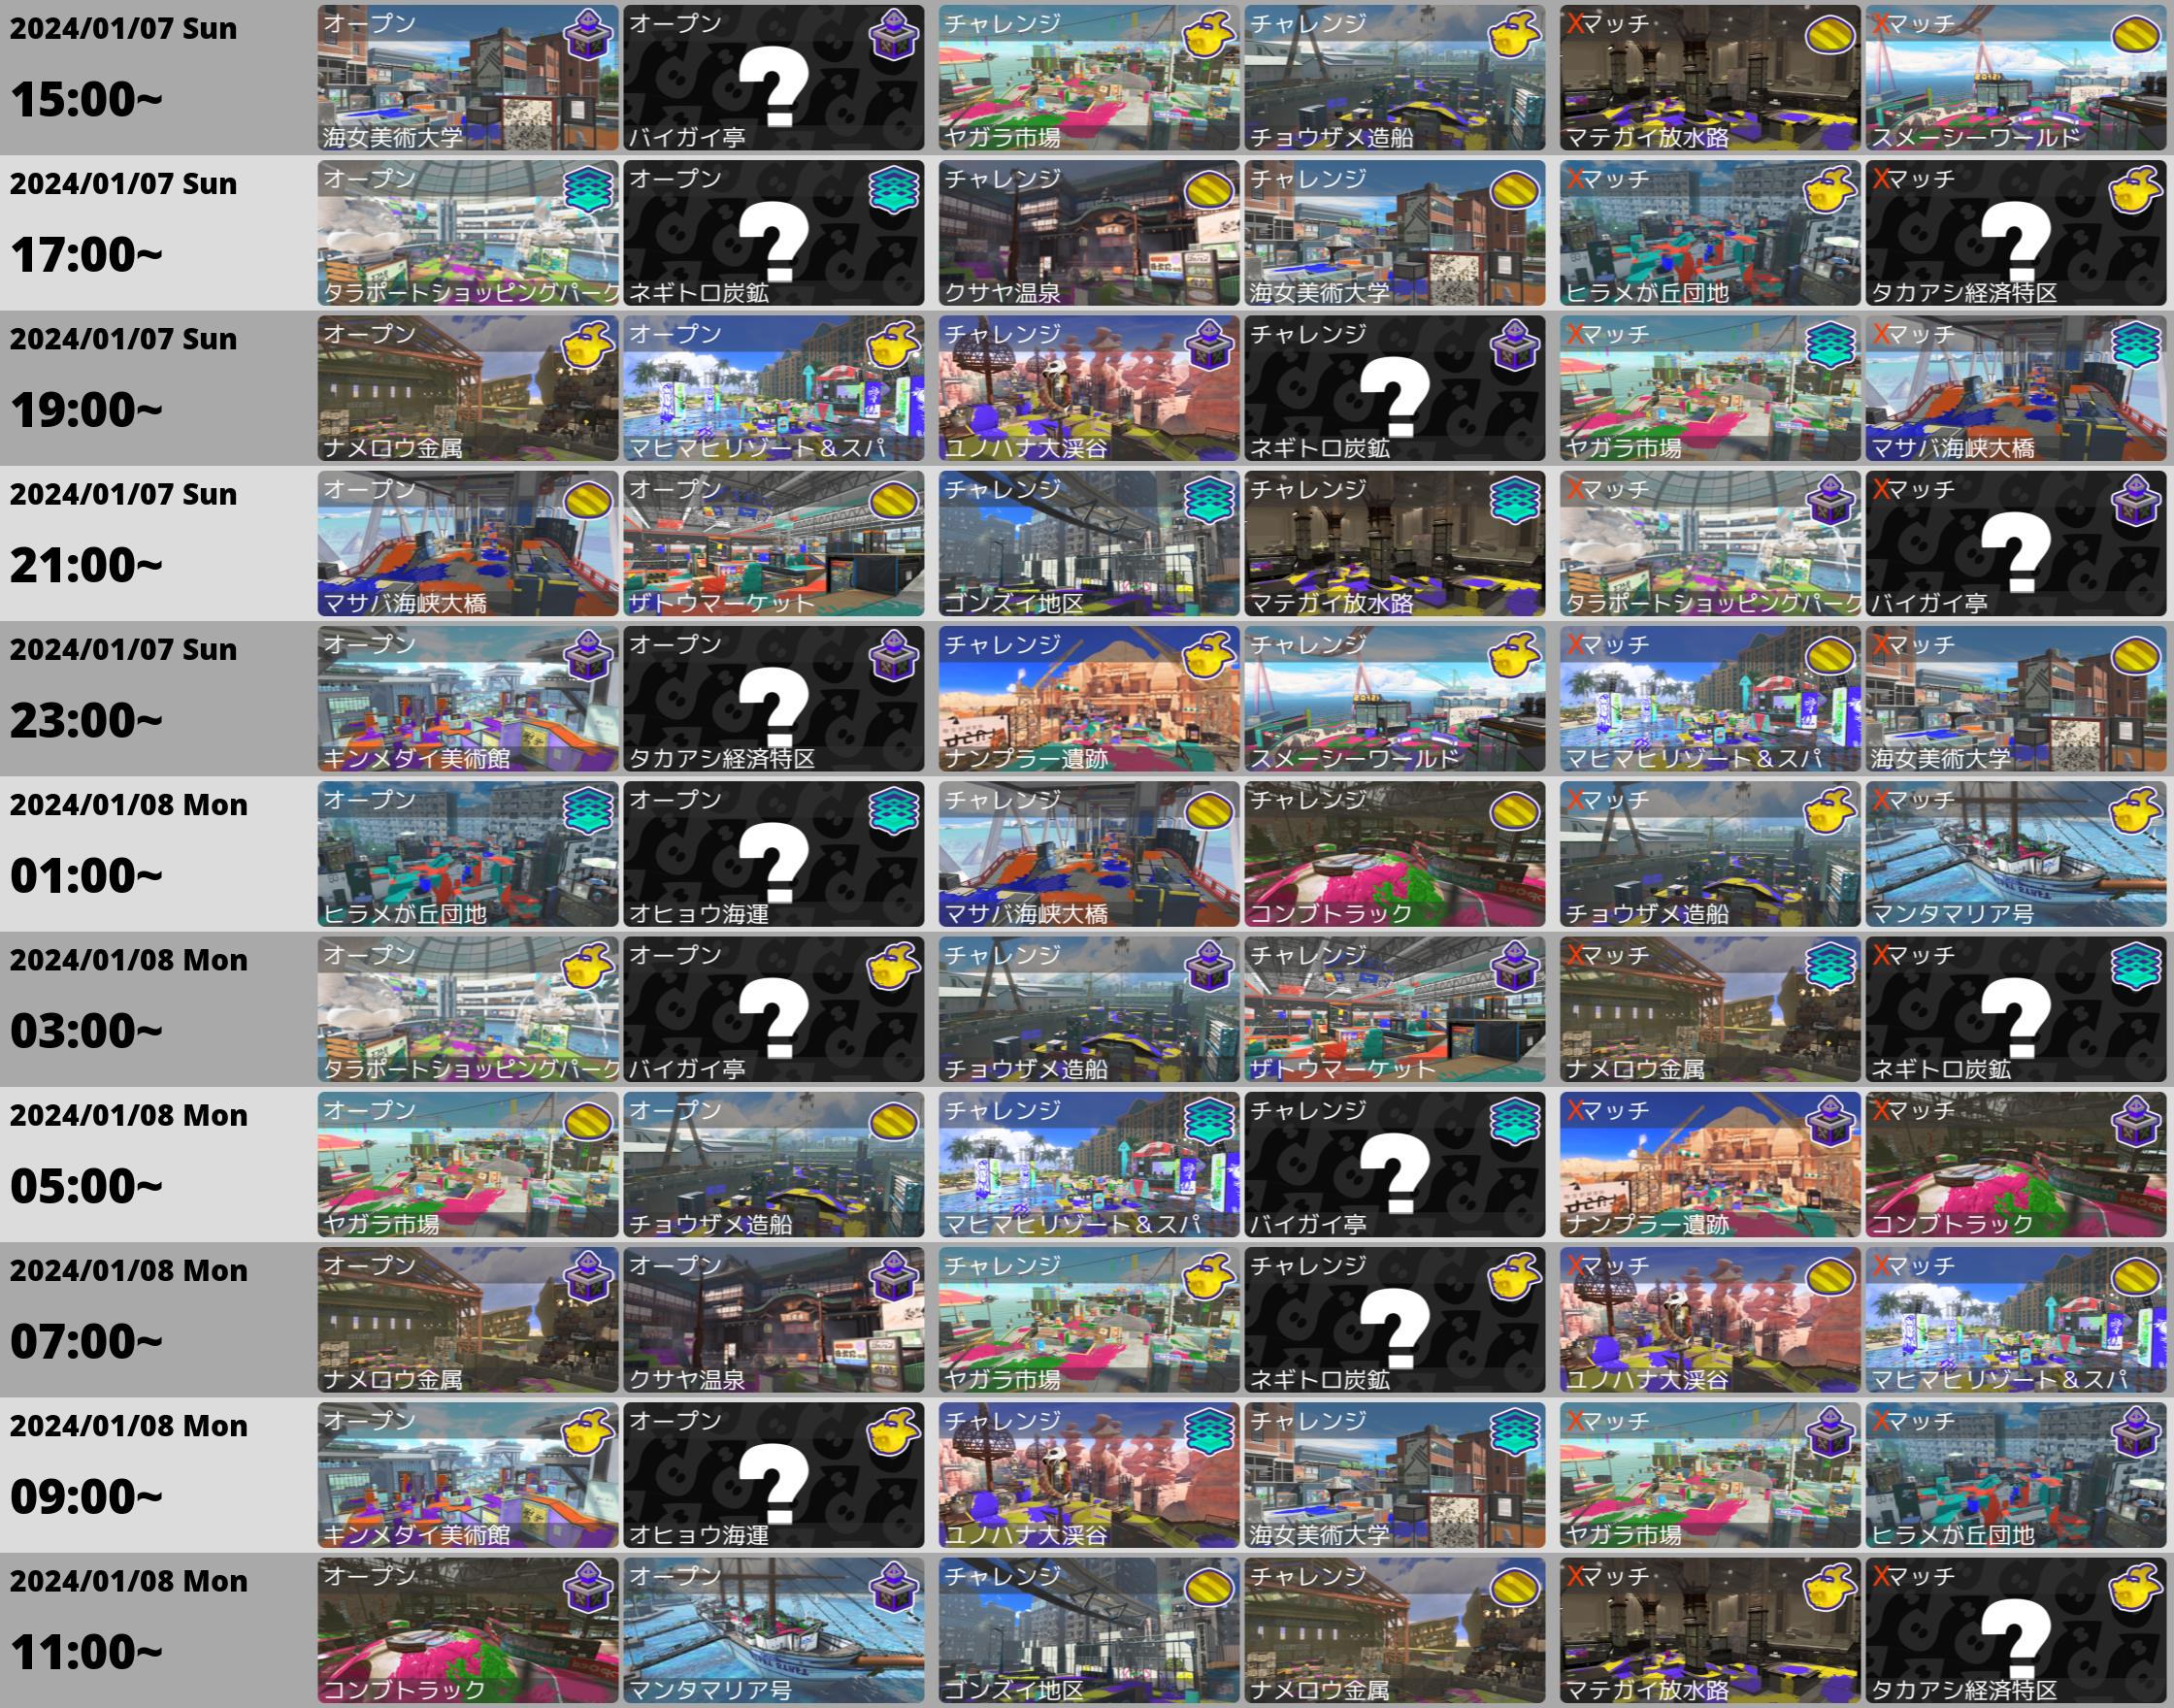 2024/01/07 Sun
15:00~
オープン
海女美術大学
オープン
バイガイ亭
チャレンジ
ヤガラ市場
チャレンジ
チョウザメ造船
Xマッチ
マテガイ放水路
Xマッチ
スメーシーワールド
2024/01/07 Sun
17:00~
オープン
タラポートショッピングパーク
オープン
ネギトロ炭鉱
チャレンジ
クサヤ温泉
チャレンジ
海女美術大学
Xマッチ
ヒラメが丘団地
Xマッチ
タカアシ経済特区
2024/01/07 Sun
19:00~
オープン
ナメロウ金属
オープン
マヒマヒリゾート＆スパ
チャレンジ
ユノハナ大渓谷
チャレンジ
ネギトロ炭鉱
Xマッチ
ヤガラ市場
Xマッチ
マサバ海峡大橋
2024/01/07 Sun
21:00~
オープン
マサバ海峡大橋
オープン
ザトウマーケット
チャレンジ
ゴンズイ地区
チャレンジ
マテガイ放水路
Xマッチ
タラポートショッピングパーク
Xマッチ
バイガイ亭
2024/01/07 Sun
23:00~
オープン
キンメダイ美術館
オープン
タカアシ経済特区
チャレンジ
ナンプラー遺跡
チャレンジ
スメーシーワールド
Xマッチ
マヒマヒリゾート＆スパ
Xマッチ
海女美術大学
2024/01/08 Mon
01:00~
オープン
ヒラメが丘団地
オープン
オヒョウ海運
チャレンジ
マサバ海峡大橋
チャレンジ
コンブトラック
Xマッチ
チョウザメ造船
Xマッチ
マンタマリア号
2024/01/08 Mon
03:00~
オープン
タラポートショッピングパーク
オープン
バイガイ亭
チャレンジ
チョウザメ造船
チャレンジ
ザトウマーケット
Xマッチ
ナメロウ金属
Xマッチ
ネギトロ炭鉱
2024/01/08 Mon
05:00~
オープン
ヤガラ市場
オープン
チョウザメ造船
チャレンジ
マヒマヒリゾート＆スパ
チャレンジ
バイガイ亭
Xマッチ
ナンプラー遺跡
Xマッチ
コンブトラック
2024/01/08 Mon
07:00~
オープン
ナメロウ金属
オープン
クサヤ温泉
チャレンジ
ヤガラ市場
チャレンジ
ネギトロ炭鉱
Xマッチ
ユノハナ大渓谷
Xマッチ
マヒマヒリゾート＆スパ
2024/01/08 Mon
09:00~
オープン
キンメダイ美術館
オープン
オヒョウ海運
チャレンジ
ユノハナ大渓谷
チャレンジ
海女美術大学
Xマッチ
ヤガラ市場
Xマッチ
ヒラメが丘団地
2024/01/08 Mon
11:00~
オープン
コンブトラック
オープン
マンタマリア号
チャレンジ
ゴンズイ地区
チャレンジ
ナメロウ金属
Xマッチ
マテガイ放水路
Xマッチ
タカアシ経済特区